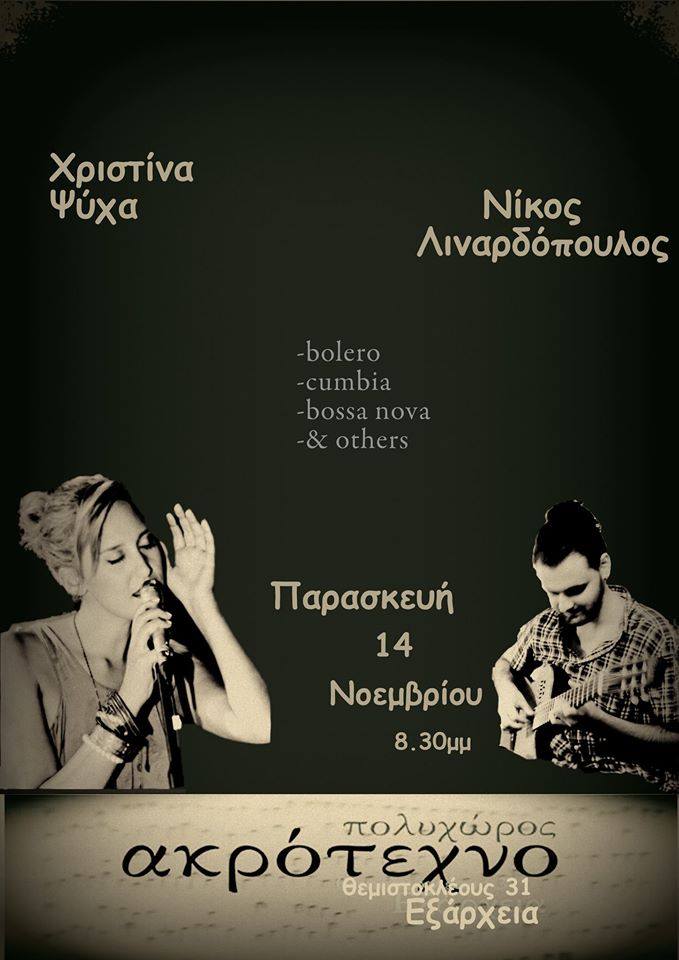 Χριστίνα
Ψύχα
Νίκος
Λιναρδόπουλος
-bolero
-cumbia
-bossa nova
-& others
Παρασκευή
14
Νοεμβρίου
8.30μμ
πολυχώρος
ακρότεχνο
Θεμιστοκλέους 31
Εξάρχεια